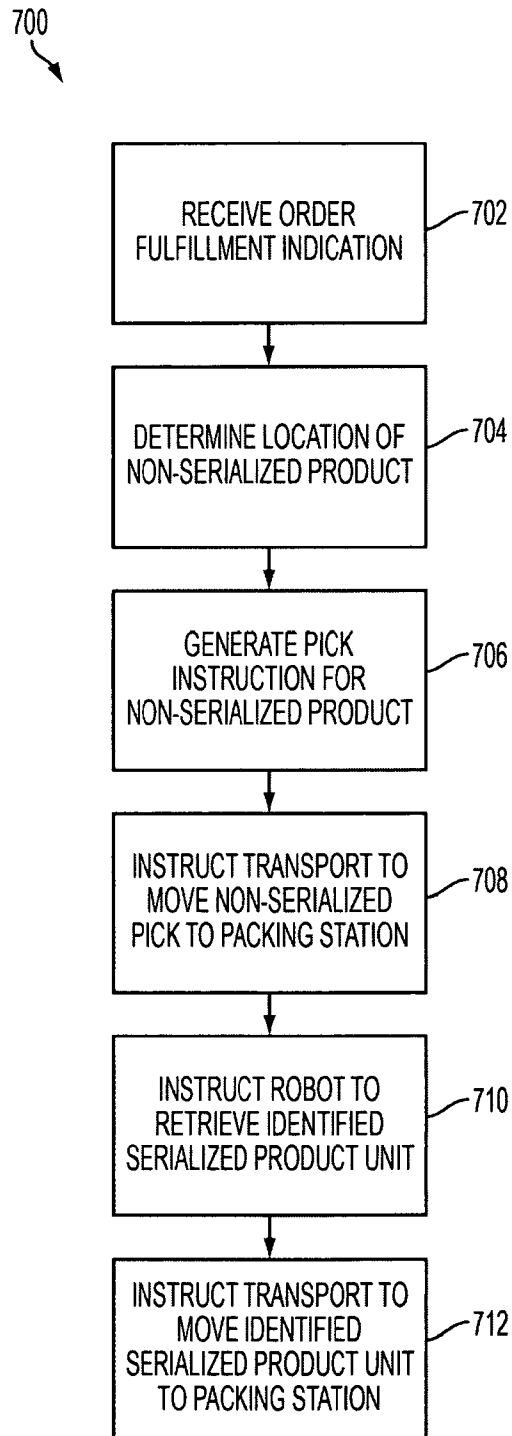 700
RECEIVE ORDER
FULFILLMENT INDICATION
702
DETERMINE LOCATION OF
NON-SERIALIZED PRODUCT
704
GENERATE PICK
INSTRUCTION FOR
NON-SERIALIZED PRODUCT
706
INSTRUCT TRANSPORT TO
MOVE NON-SERIALIZED
PICK TO PACKING STATION
708
INSTRUCT ROBOT TO
RETRIEVE IDENTIFIED
SERIALIZED PRODUCT UNIT
710
INSTRUCT TRANSPORT TO
MOVE IDENTIFIED
SERIALIZED PRODUCT UNIT
TO PACKING STATION
712